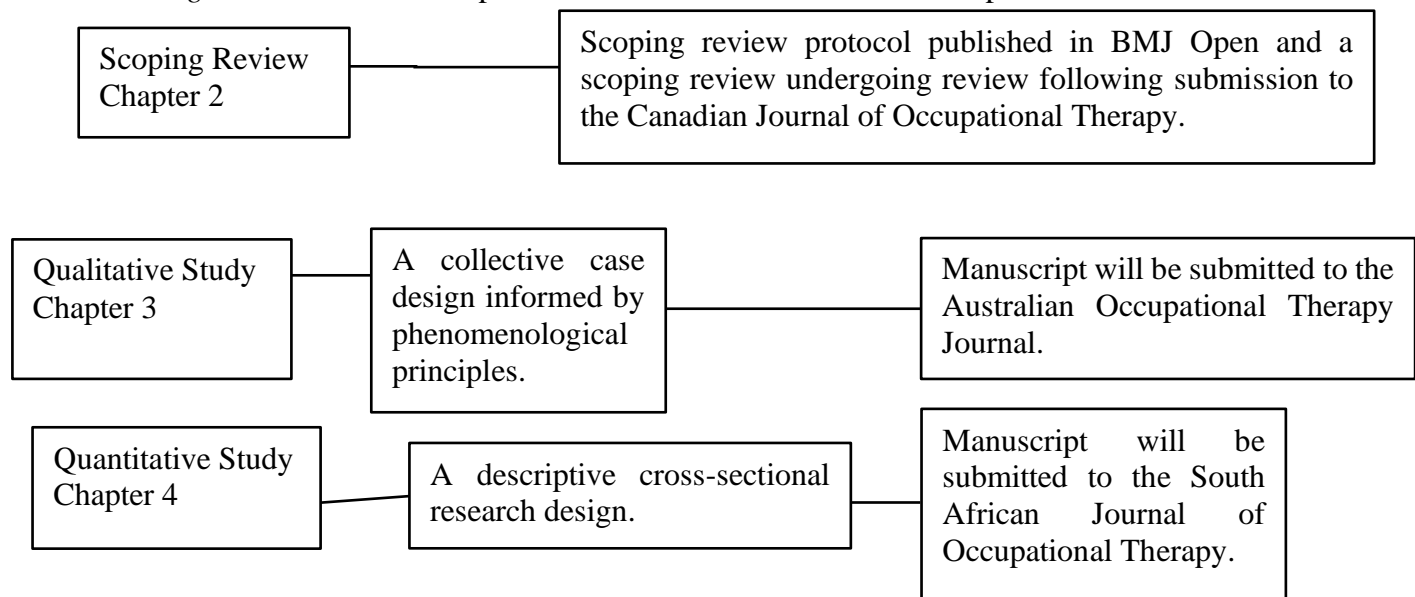 Scoping Review
Chapter 2
Scoping review protocol published in BMJ Open and a
scoping review undergoing review following submission to
the Canadian Journal of Occupational Therapy.
Qualitative Study
Chapter 3
A collective case
design informed by
phenomenological
principles.
Manuscript will be submitted to the
Australian Occupational Therapy
Journal.
Quantitative Study
Chapter 4
A descriptive cross-sectional
research design.
Manuscript will be
submitted to the South
African Journal of
Occupational Therapy.